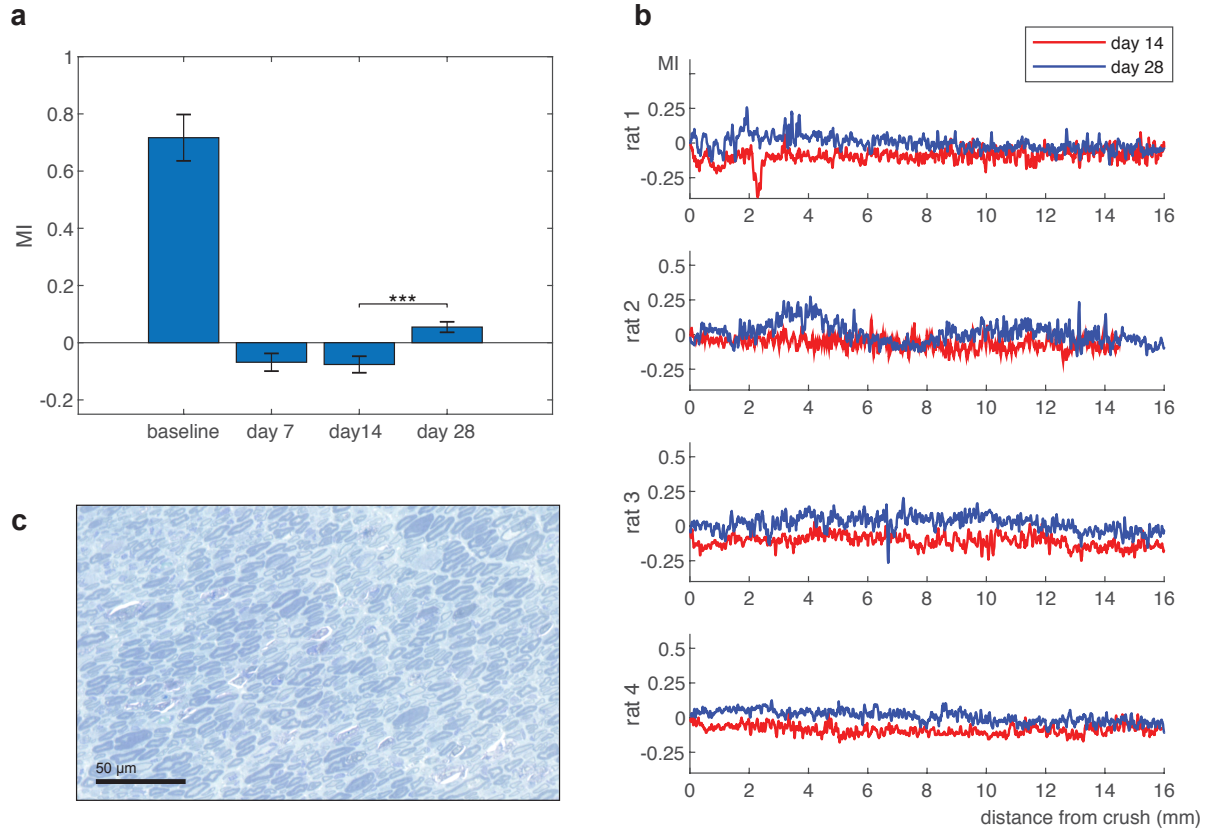 a
1
0.8
0.6
0.4
0.2
0
-0.2
MI
***
baseline day 7 day14 day 28
b
day 14
day 28
MI
0.25
0
-0.25
rat 1
0 2 4 6 8 10 12 14 16
0.5
0.25
0
-0.25
rat 2
0 2 4 6 8 10 12 14 16
0.5
0.25
0
-0.25
rat 3
0 2 4 6 8 10 12 14 16
0.5
0.25
0
-0.25
rat 4
0 2 4 6 8 10 12 14 16
distance from crush (mm)
c
50 µm